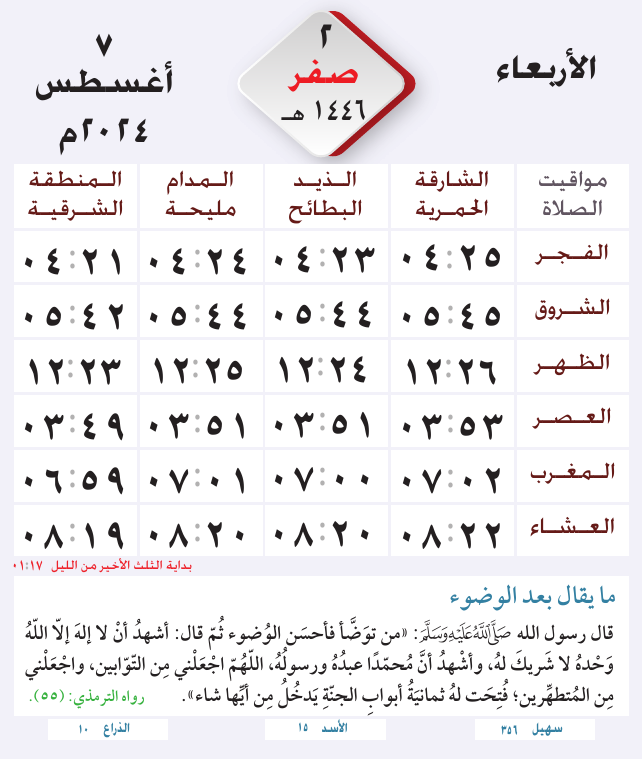 الأربعاء
٢
صفر
١٤٤٦ هـ
٧
أغسطس
٢٠٢٤م
مواقيت الصلاة الشارقة الحمرية الذيد البطائح المدام مليحة المنطقة الشرقية
الفجر ٠٤:٢٥ ٠٤:٢٣ ٠٤:٢٤ ٠٤:٢١
الشروق ٠٥:٤٥ ٠٥:٤٤ ٠٥:٤٤ ٠٥:٤٢
الظهر ١٢:٢٦ ١٢:٢٤ ١٢:٢٥ ١٢:٢٣
العصر ٠٣:٥٣ ٠٣:٥١ ٠٣:٥١ ٠٣:٤٩
المغرب ٠٧:٠٢ ٠٧:٠٠ ٠٧:٠١ ٠٦:٥٩
العشاء ٠٨:٢٢ ٠٨:٢٠ ٠٨:٢٠ ٠٨:١٩
بداية الثلث الأخير من الليل ٠١:١٧
ما يقال بعد الوضوء
قال رسول الله ﷺ: «من توَضَّأ فأحسَن الوُضوء ثُمّ قال: أشهدُ أنْ لا إلهَ إلّا اللّهُ
وَحْدهُ لا شَريكَ لهُ، وأشْهدُ أنَّ مُحمّدًا عبدُهُ ورسولُهُ، اللّهُمّ اجْعَلْني مِن التّوّابين، واجْعَلْني
مِن المُتطهِّرين؛ فُتِحَت لهُ ثمانيَةُ أبوابِ الجنّةِ يَدخُلُ مِن أيِّها شاء». رواه الترمذي: (٥٥).
سهيل ٣٥٦ الأسد ١٥ الذراع ١٠